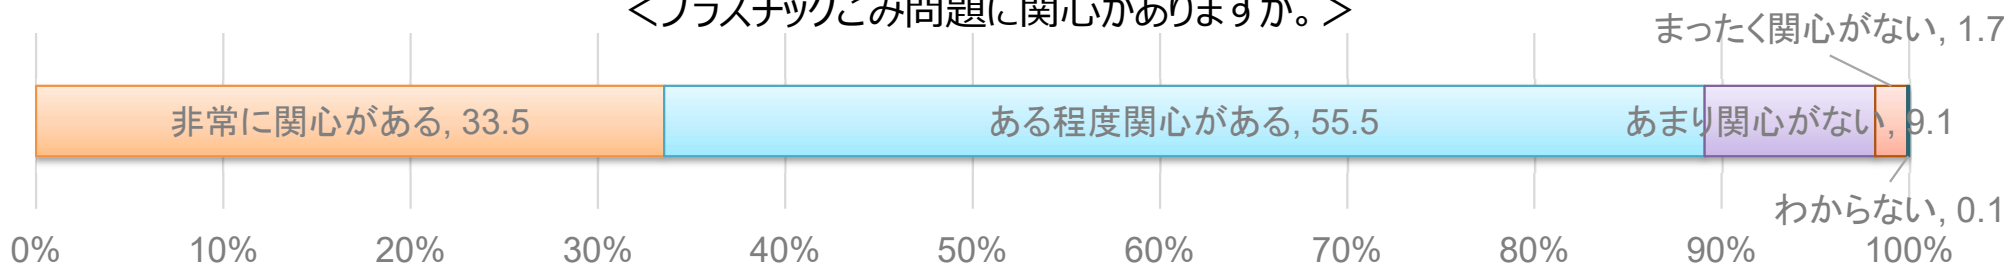 ＜プラスチックごみ問題に関心がありますか。＞
まったく関心がない, 1.7
非常に関心がある, 33.5
ある程度関心がある, 55.5
あまり関心がない, 9.1
わからない, 0.1
0% 10% 20% 30% 40% 50% 60% 70% 80% 90% 100%